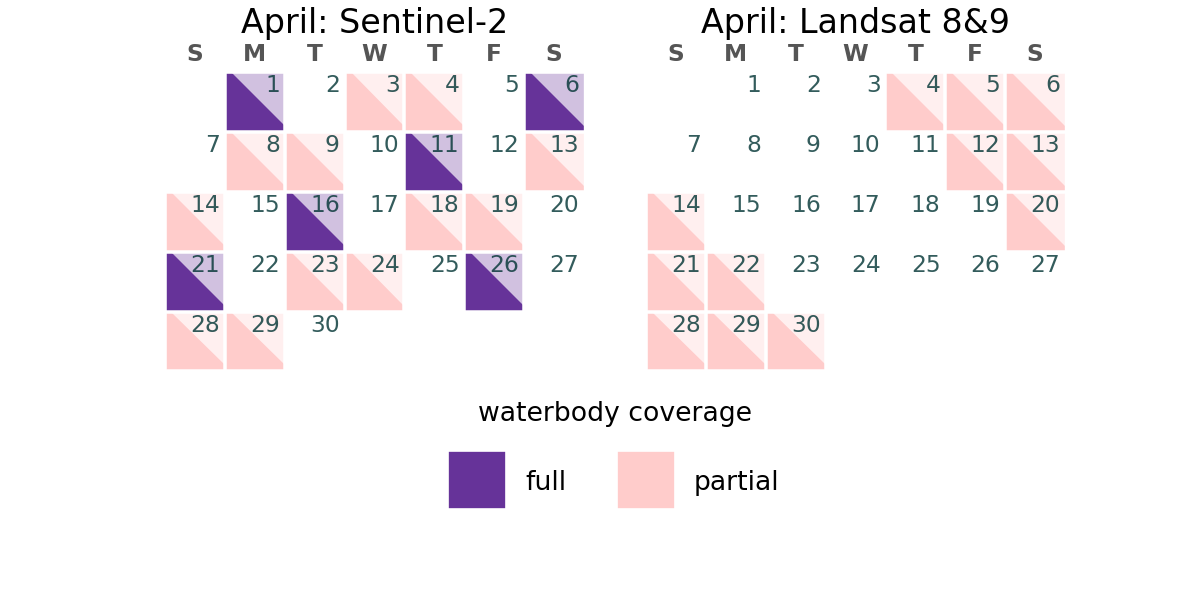 April: Sentinel-2
S M T W T F S
1 2 3 4 5 6
7 8 9 10 11 12 13
14 15 16 17 18 19 20
21 22 23 24 25 26 27
28 29 30
April: Landsat 8&9
S M T W T F S
1 2 3 4 5 6
7 8 9 10 11 12 13
14 15 16 17 18 19 20
21 22 23 24 25 26 27
28 29 30
waterbody coverage
full partial